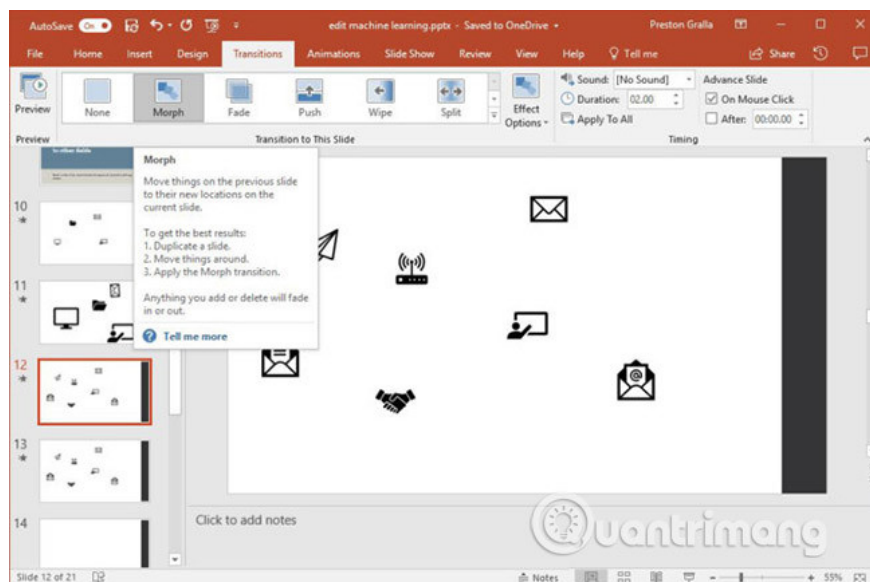 AutoSave On edit machine learning.pptx - Saved to OneDrive Preston Gralla
File Home Insert Design Transitions Animations Slide Show Review View Help Tell me Share
Preview
None
Morph
Fade
Push
Wipe
Split
Effect
Options
Sound: [No Sound]
Duration: 02.00
Apply To All
Advance Slide
On Mouse Click
After: 00:00.00
Preview
Transition to This Slide
Timing
Morph
Move things on the previous slide
to their new locations on the
current slide.
To get the best results:
1. Duplicate a slide.
2. Move things around.
3. Apply the Morph transition.
Anything you add or delete will fade
in or out.
Tell me more
10
11
12
13
14
Click to add notes
Quantrimang
Slide 12 of 21
Notes
55%